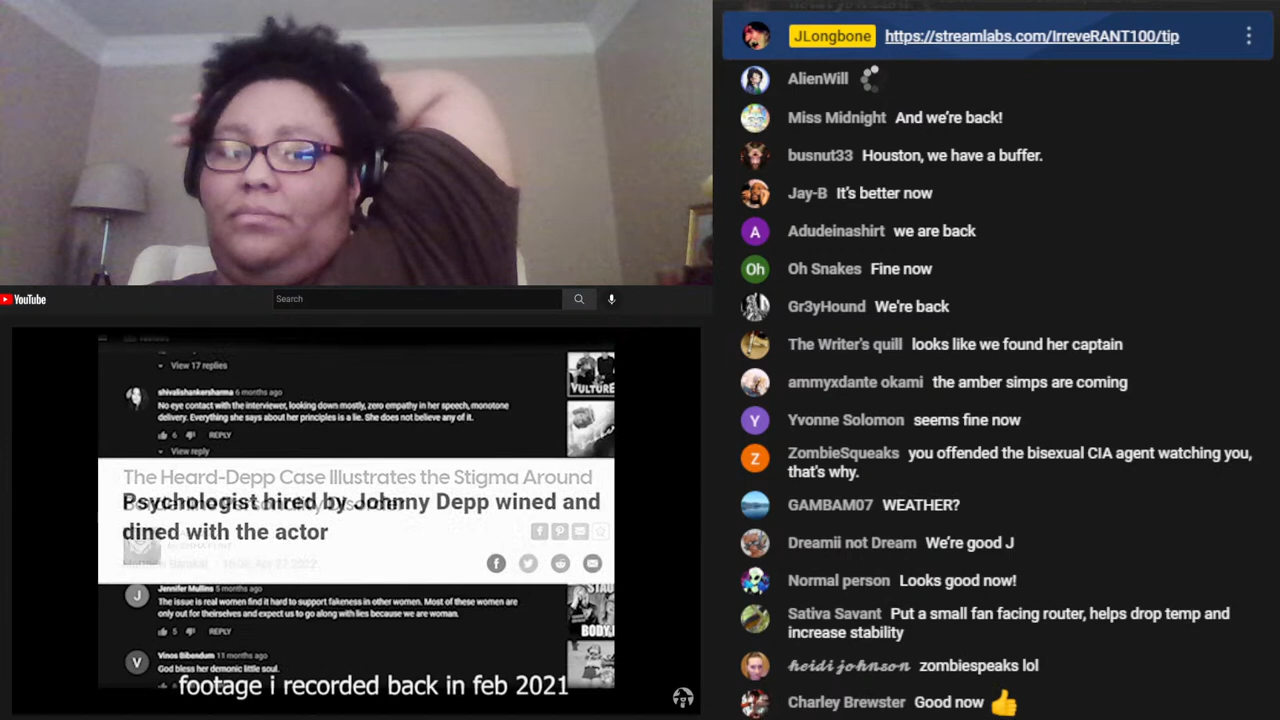 JLongbone https://streamlabs.com/IrreveRANT100/tip
AlienWill
Miss Midnight And we're back!
busnut33 Houston, we have a buffer.
Jay-B It's better now
A Adudeinashirt we are back
Oh Oh Snakes Fine now
Gr3yHound We're back
The Writer's quill looks like we found her captain
ammyxdante okami the amber simps are coming
Y Yvonne Solomon seems fine now
Z ZombieSqueaks you offended the bisexual CIA agent watching you,
that's why.
GAMBAM07 WEATHER?
Dreamii not Dream We're good J
Normal person Looks good now!
Sativa Savant Put a small fan facing router, helps drop temp and
increase stability
𝓱𝓮𝓲𝓭𝓲 𝓳𝓸𝓱𝓷𝓼𝓸𝓷 zombiespeaks lol
Charley Brewster Good now 👍
YouTube
Search
View 17 replies
VULTURE
shivalishankersharma 6 months ago
No eye contact with the interviewer, looking down mostly, zero empathy in her speech, monotone
delivery. Everything she says about her principles is a lie. She does not believe any of it.
6 REPLY
View reply
The Heard-Depp Case Illustrates the Stigma Around
Psychologist hired by Johnny Depp wined and
dined with the actor
J Jennifer Mullins 5 months ago
The issue is real women find it hard to support fakeness in other women. Most of these women are
only out for theirselves and expect us to go along with lies because we are woman.
5 REPLY
V Vinos Bibendum 11 months ago
God bless her demonic little soul.
footage i recorded back in feb 2021